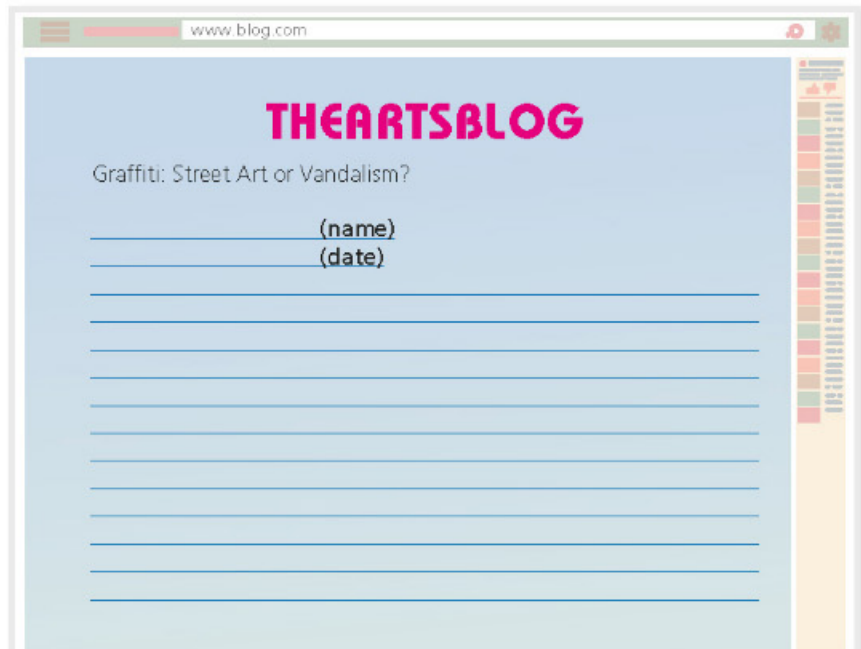 www.blog.com
THEARTSBLOG
Graffiti: Street Art or Vandalism?
(name)
(date)